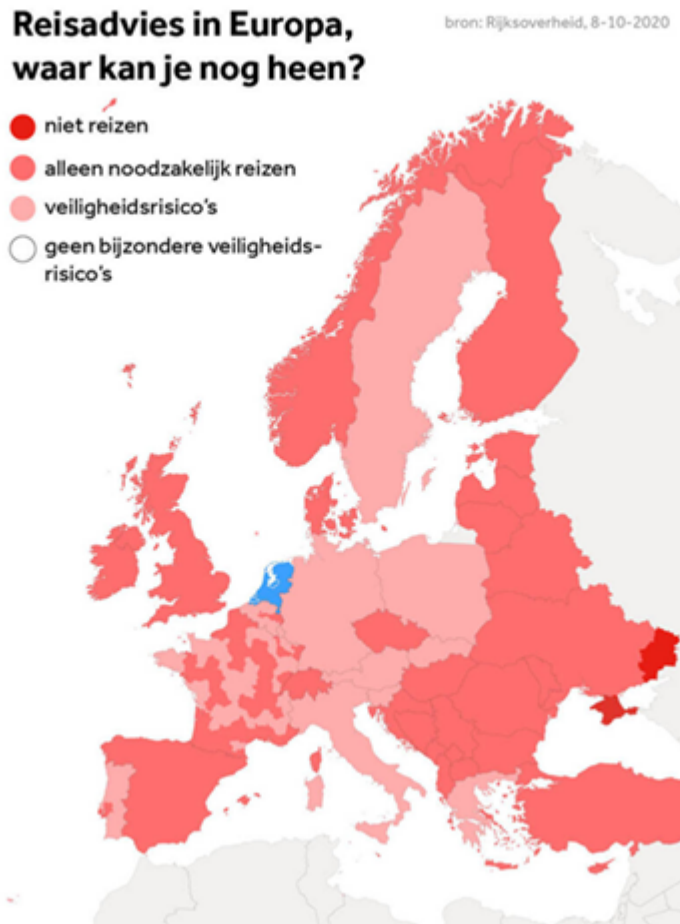 Reisadvies in Europa,
waar kan je nog heen?
bron: Rijksoverheid, 8-10-2020
niet reizen
alleen noodzakelijk reizen
veiligheidsrisico's
geen bijzondere veiligheids-
risico's